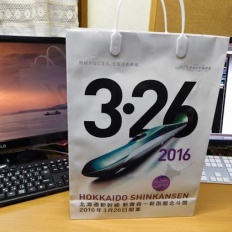 3·26
2016
HOKKAIDO SHINKANSEN
北海道新幹線 新青森―新函館北斗間
2016年3月26日開業